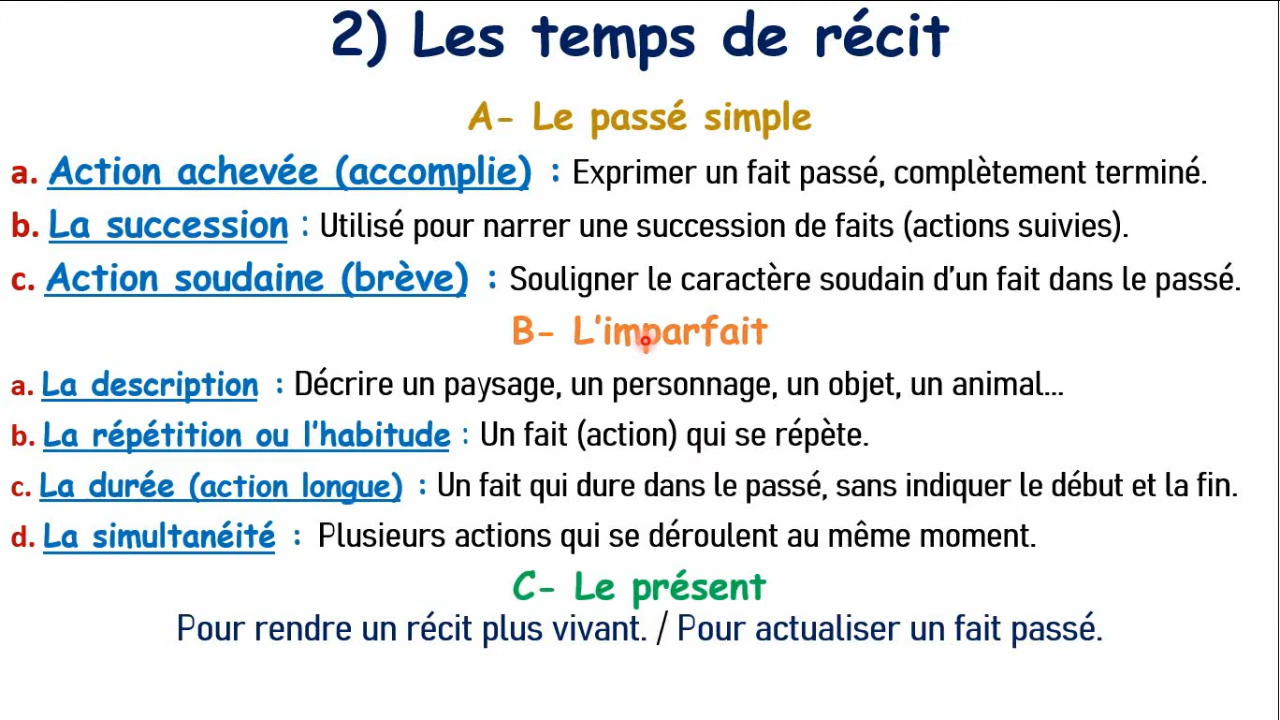 2) Les temps de récit
A- Le passé simple
a. Action achevée (accomplie) : Exprimer un fait passé, complètement terminé.
b. La succession : Utilisé pour narrer une succession de faits (actions suivies).
c. Action soudaine (brève) : Souligner le caractère soudain d'un fait dans le passé.
B- L'imparfait
a. La description : Décrire un paysage, un personnage, un objet, un animal...
b. La répétition ou l'habitude : Un fait (action) qui se répète.
c. La durée (action longue) : Un fait qui dure dans le passé, sans indiquer le début et la fin.
d. La simultanéité : Plusieurs actions qui se déroulent au même moment.
C- Le présent
Pour rendre un récit plus vivant. / Pour actualiser un fait passé.